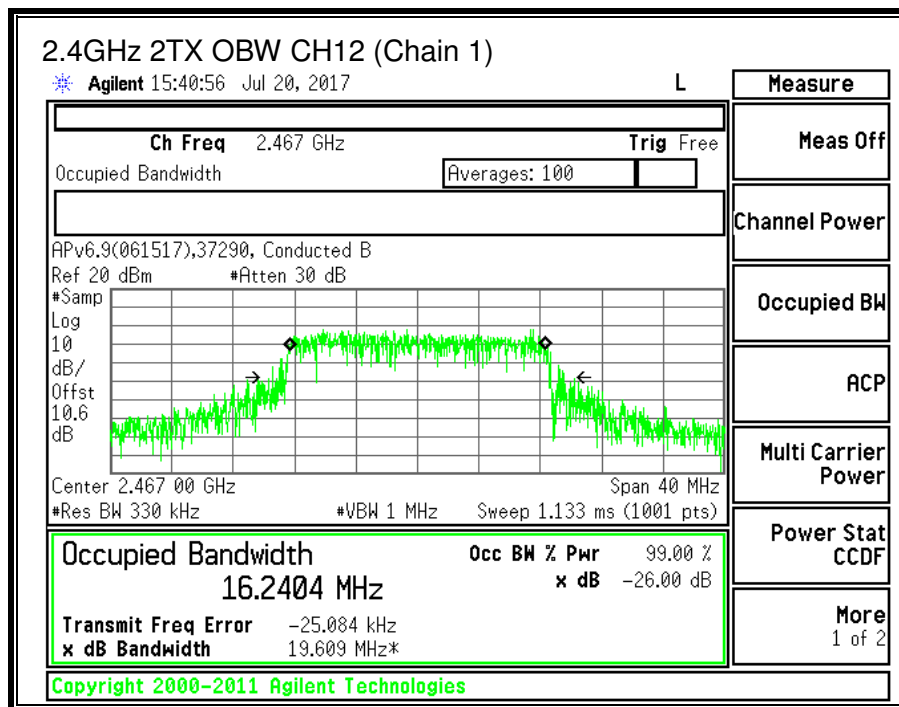 2.4GHz 2TX OBW CH12 (Chain 1)
Agilent 15:40:56 Jul 20, 2017 L
Measure
Ch Freq 2.467 GHz Trig Free
Meas Off
Occupied Bandwidth Averages: 100
Channel Power
APv6.9(061517),37290, Conducted B
Ref 20 dBm #Atten 30 dB
#Samp
Log
10
dB/
Offst
10.6
dB
Occupied BW
ACP
Multi Carrier
Power
Center 2.467 00 GHz Span 40 MHz
#Res BW 330 kHz #VBW 1 MHz Sweep 1.133 ms (1001 pts)
Power Stat
CCDF
Occupied Bandwidth Occ BW % Pwr 99.00 %
16.2404 MHz x dB -26.00 dB
Transmit Freq Error -25.084 kHz
x dB Bandwidth 19.609 MHz*
More
1 of 2
Copyright 2000-2011 Agilent Technologies